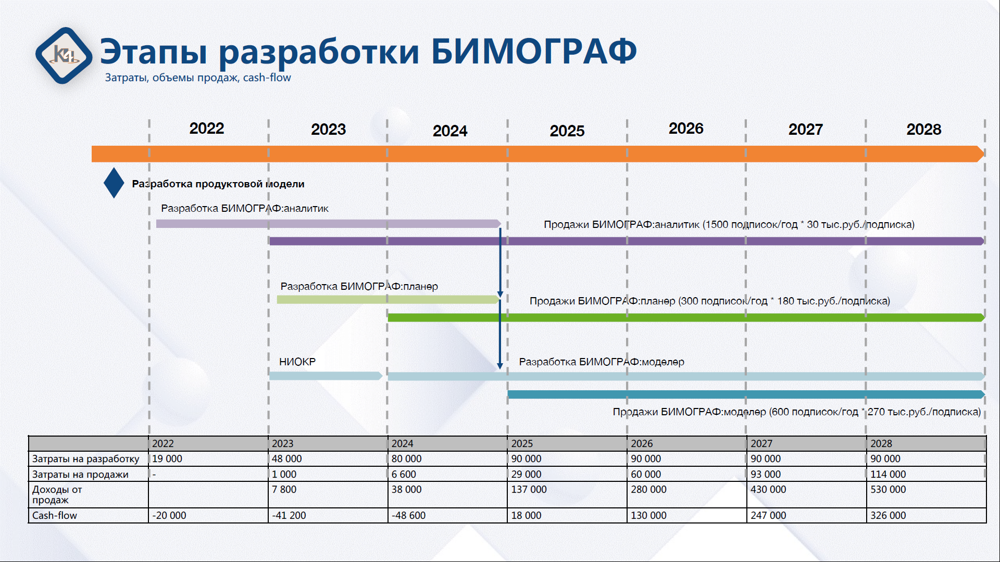 k4
Этапы разработки БИМОГРАФ
Затраты, объемы продаж, cash-flow
2022 2023 2024 2025 2026 2027 2028
Разработка продуктовой модели
Разработка БИМОГРАФ:аналитик
Продажи БИМОГРАФ:аналитик (1500 подписок/год * 30 тыс.руб./подписка)
Разработка БИМОГРАФ:планер
Продажи БИМОГРАФ:планер (300 подписок/год * 180 тыс.руб./подписка)
НИОКР
Разработка БИМОГРАФ:моделер
Продажи БИМОГРАФ:моделер (600 подписок/год * 270 тыс.руб./подписка)
2022 2023 2024 2025 2026 2027 2028
Затраты на разработку 19 000 48 000 80 000 90 000 90 000 90 000 90 000
Затраты на продажи - 1 000 6 600 29 000 60 000 93 000 114 000
Доходы от 7 800 38 000 137 000 280 000 430 000 530 000
продаж
Cash-flow -20 000 -41 200 -48 600 18 000 130 000 247 000 326 000